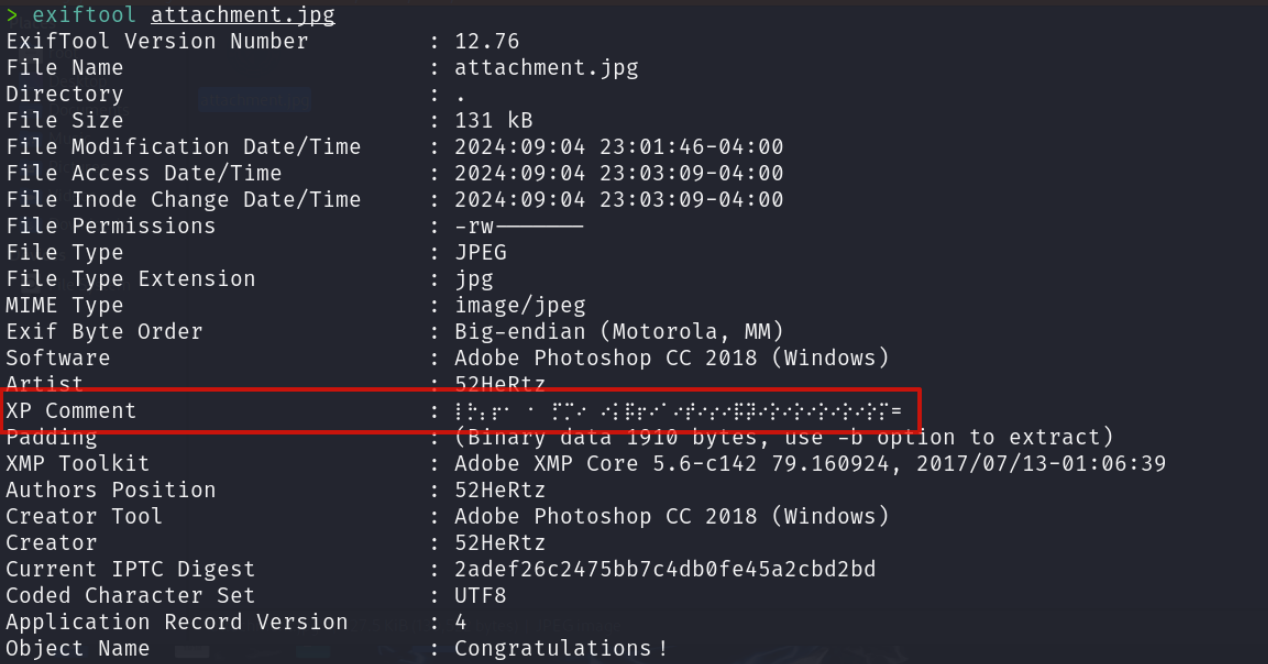 > exiftool attachment.jpg
ExifTool Version Number : 12.76
File Name : attachment.jpg
Directory : .
File Size : 131 kB
File Modification Date/Time : 2024:09:04 23:01:46-04:00
File Access Date/Time : 2024:09:04 23:03:09-04:00
File Inode Change Date/Time : 2024:09:04 23:03:09-04:00
File Permissions : -rw-------
File Type : JPEG
File Type Extension : jpg
MIME Type : image/jpeg
Exif Byte Order : Big-endian (Motorola, MM)
Software : Adobe Photoshop CC 2018 (Windows)
Artist : 52HeRtz
XP Comment :
Padding : (Binary data 1910 bytes, use -b option to extract)
XMP Toolkit : Adobe XMP Core 5.6-c142 79.160924, 2017/07/13-01:06:39
Authors Position : 52HeRtz
Creator Tool : Adobe Photoshop CC 2018 (Windows)
Creator : 52HeRtz
Current IPTC Digest : 2adef26c2475bb7c4db0fe45a2cbd2bd
Coded Character Set : UTF8
Application Record Version : 4
Object Name : Congratulations！